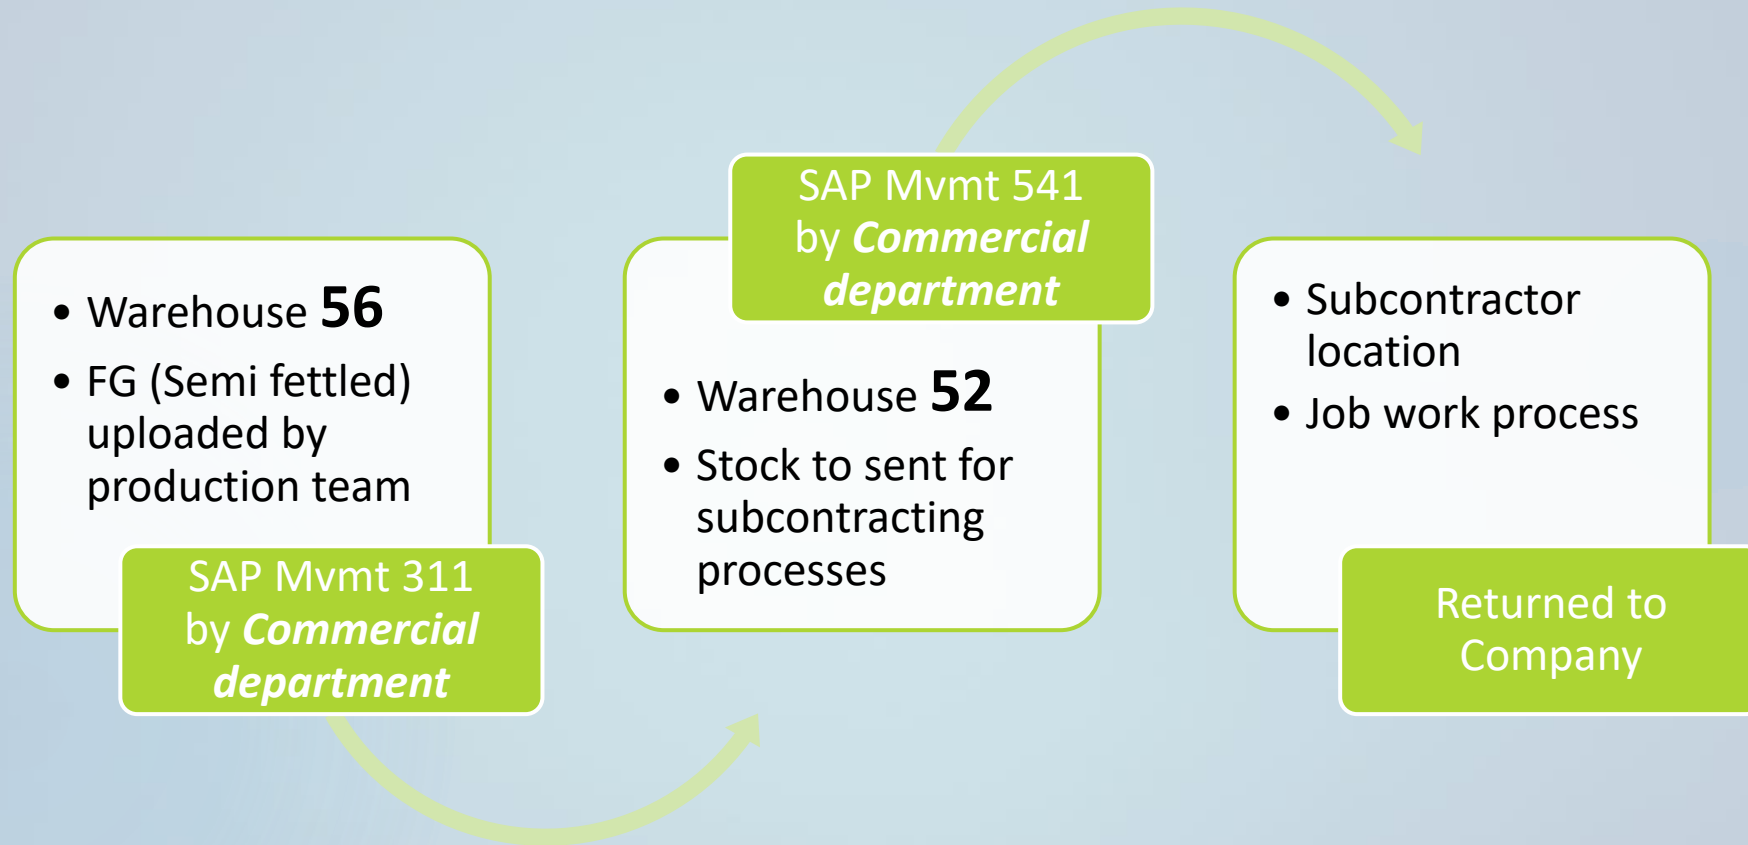 • Warehouse 56
• FG (Semi fettled)
uploaded by
production team
SAP Mvmt 311
by Commercial
department
SAP Mvmt 541
by Commercial
department
• Warehouse 52
• Stock to sent for
subcontracting
processes
• Subcontractor
location
• Job work process
Returned to
Company